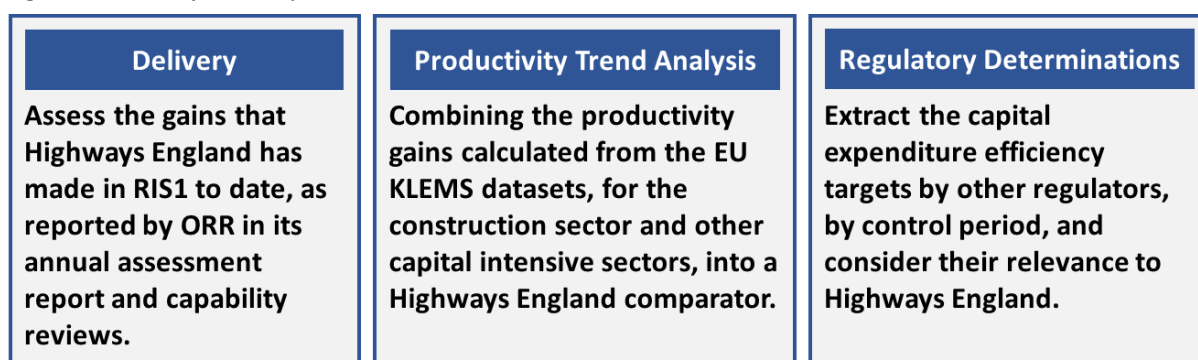 Delivery
Assess the gains that
Highways England has
made in RIS1 to date, as
reported by ORR in its
annual assessment
report and capability
reviews.
Productivity Trend Analysis
Combining the productivity
gains calculated from the EU
KLEMS datasets, for the
construction sector and other
capital intensive sectors, into a
Highways England comparator.
Regulatory Determinations
Extract the capital
expenditure efficiency
targets by other regulators,
by control period, and
consider their relevance to
Highways England.